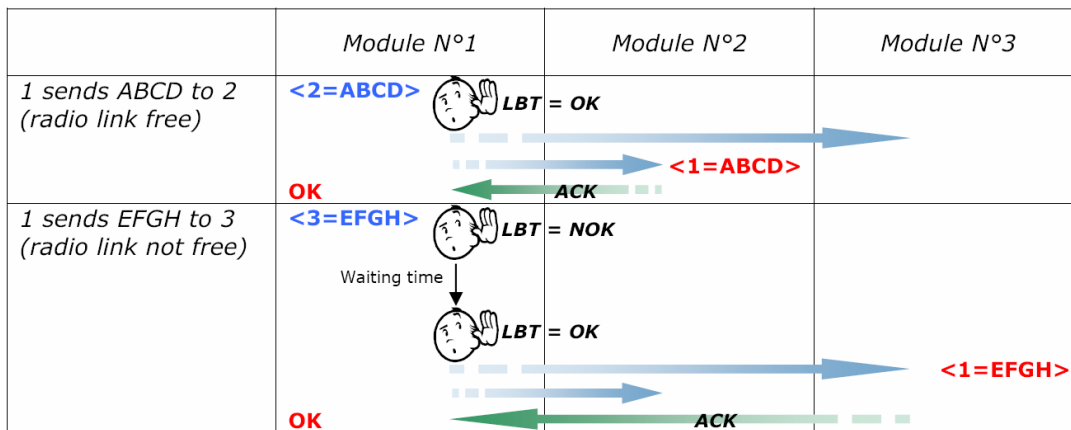 Module N°1
Module N°2
Module N°3
1 sends ABCD to 2
(radio link free)
<2=ABCD>
LBT = OK
<1=ABCD>
OK
ACK
1 sends EFGH to 3
(radio link not free)
<3=EFGH>
LBT = NOK
Waiting time
LBT = OK
<1=EFGH>
OK
ACK